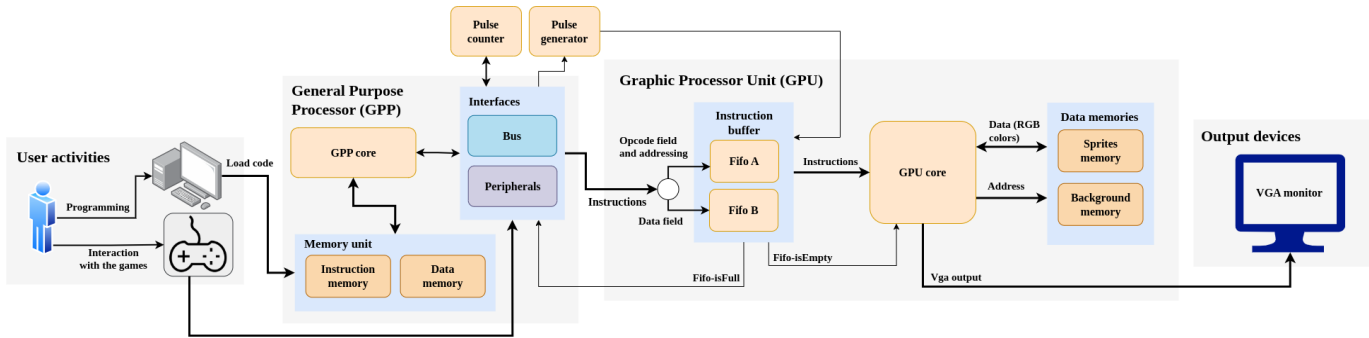 User activities
Programming
Interaction
with the games
Load code
General Purpose
Processor (GPP)
GPP core
Memory unit
Instruction
memory
Data
memory
Pulse
counter
Pulse
generator
Interfaces
Bus
Peripherals
Instructions
Graphic Processor Unit (GPU)
Opcode field
and addressing
Data field
Instruction
buffer
Fifo A
Fifo B
Fifo-isFull
Fifo-isEmpty
Instructions
GPU core
Data (RGB
colors)
Address
Vga output
Data memories
Sprites
memory
Background
memory
Output devices
VGA monitor